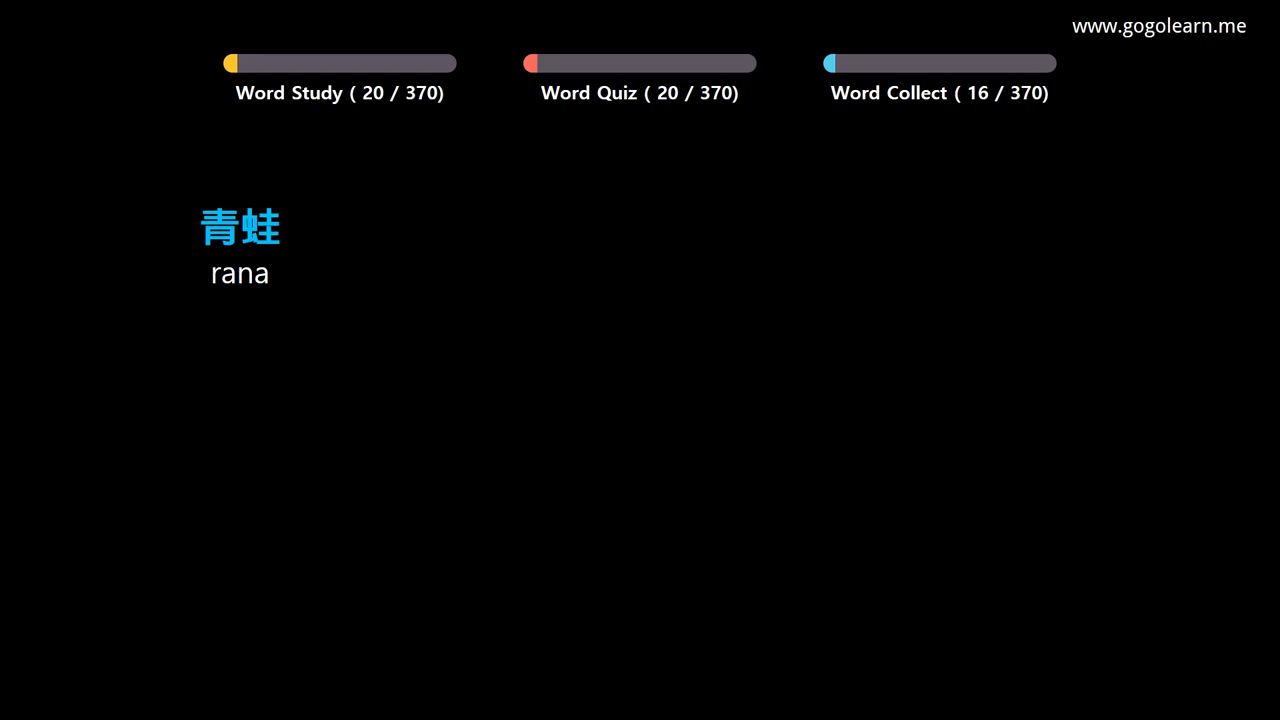 www.gogolearn.me
Word Study ( 20 / 370)
Word Quiz ( 20 / 370)
Word Collect ( 16 / 370)
青蛙
rana